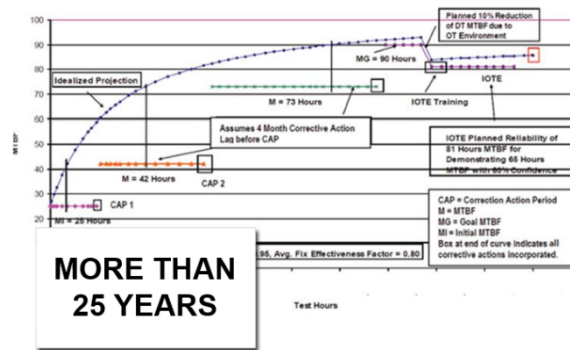 Planned 10% Reduction
of DT MTBF due to
OT Environment
100
90
80
70
60
50
40
30
20
MTBF
Idealized Projection
MG = 90 Hours
IOTE
IOTE Training
M = 73 Hours
Assumes 4 Month Corrective Action
Lag before CAP
IOTE Planned Reliability of
81 Hours MTBF for
Demonstrating 65 Hours
MTBF with 80% Confidence
M = 42 Hours
CAP 2
CAP 1
MI = 25 Hours
CAP = Correction Action Period
M = MTBF
MG = Goal MTBF
MI = Initial MTBF
Box at end of curve indicates all
corrective actions incorporated.
.95, Avg. Fix Effectiveness Factor = 0.80
MORE THAN
25 YEARS
Test Hours